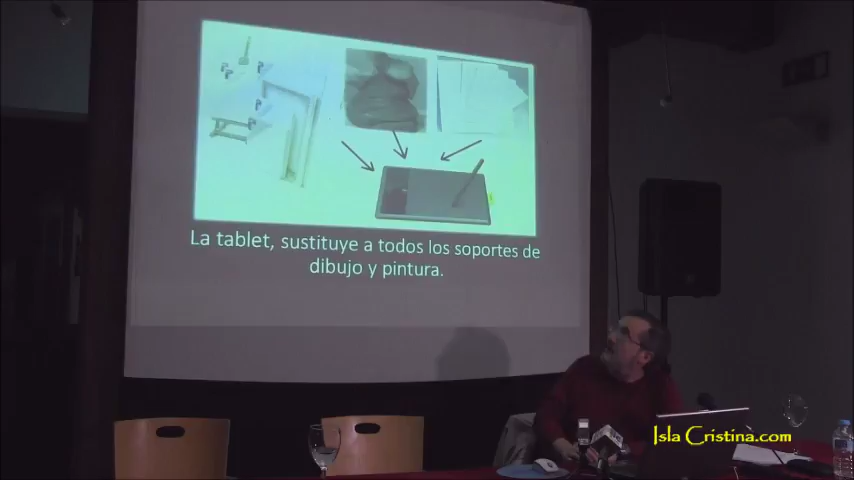 La tablet, sustituye a todos los soportes de
dibujo y pintura.
Isla Cristina.com